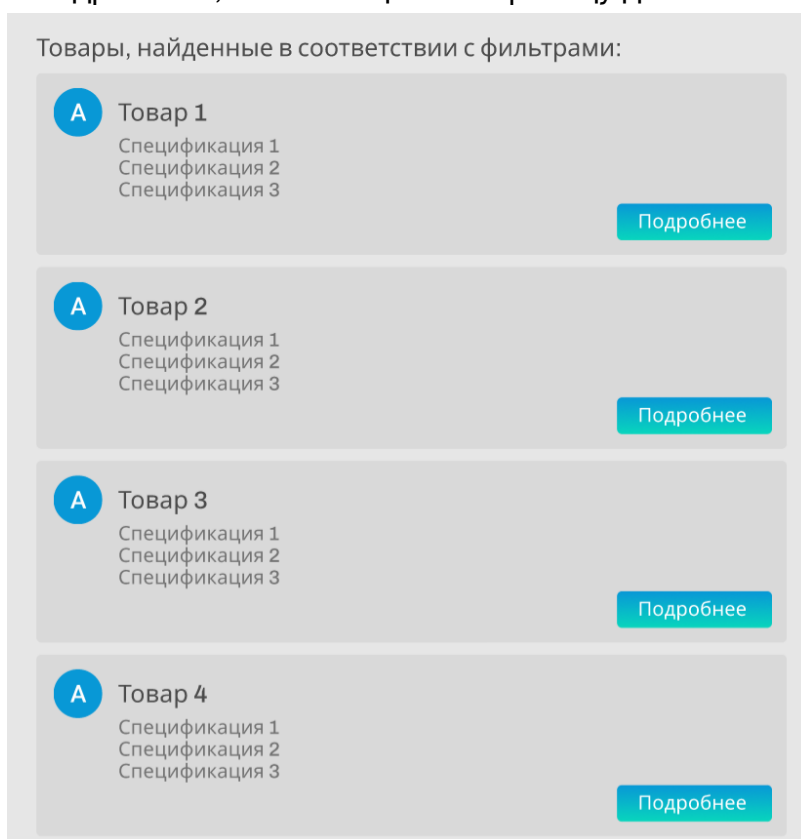 Товары, найденные в соответствии с фильтрами:
А
Товар 1
Спецификация 1
Спецификация 2
Спецификация 3
Подробнее
А
Товар 2
Спецификация 1
Спецификация 2
Спецификация 3
Подробнее
А
Товар 3
Спецификация 1
Спецификация 2
Спецификация 3
Подробнее
А
Товар 4
Спецификация 1
Спецификация 2
Спецификация 3
Подробнее